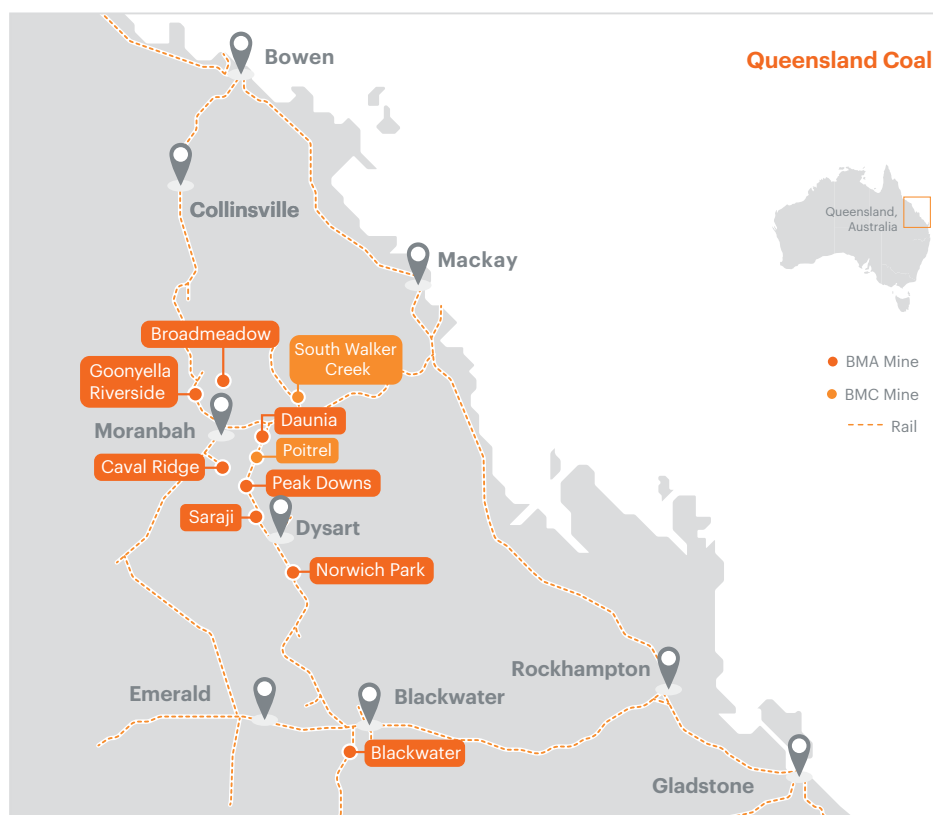 Bowen
Queensland Coal
Collinsville
Queensland,
Australia
Mackay
Broadmeadow
South Walker
Creek
BMA Mine
Goonyella
Riverside
BMC Mine
Daunia
Moranbah
Rail
Poitrel
Caval Ridge
Peak Downs
Saraji
Dysart
Norwich Park
Rockhampton
Emerald
Blackwater
Blackwater
Gladstone